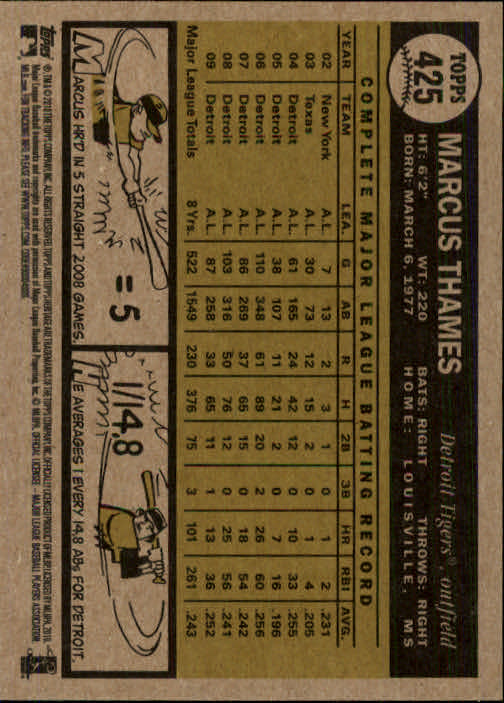 TOPPS
425
MARCUS THAMES
Detroit Tigers®, outfield
HT: 6'2" WT: 220 BATS: RIGHT THROWS: RIGHT
BORN: MARCH 6, 1977 HOME: LOUISVILLE, MS
COMPLETE MAJOR LEAGUE BATTING RECORD
YEAR TEAM LEA. G AB R H 2B 3B HR RBI AVG.
02 New York A.L. 7 13 2 3 1 0 1 2 .231
03 Texas A.L. 30 73 12 15 2 0 1 4 .205
04 Detroit A.L. 61 165 24 42 12 0 10 33 .255
05 Detroit A.L. 38 107 11 21 2 0 7 16 .196
06 Detroit A.L. 110 348 61 89 20 2 26 60 .256
07 Detroit A.L. 86 269 37 65 15 0 18 54 .242
08 Detroit A.L. 103 316 50 76 12 0 25 56 .241
09 Detroit A.L. 87 258 33 65 11 1 13 36 .252
Major League Totals 8 Yrs. 522 1549 230 376 75 3 101 261 .243
= 5
MARCUS HR'D IN 5 STRAIGHT 2008 GAMES.
1/14.8
HE AVERAGES 1 EVERY 14.8 ABs FOR DETROIT.
Topps